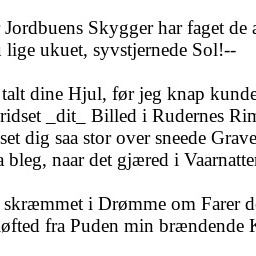 Jordbuens Skygger har faget de
lige ukuet, syvstjernede Sol!--
talt dine Hjul, før jeg knap kunde
ridset _dit_ Billed i Rudernes Rim
set dig saa stor over sneede Grave
bleg, naar det gjæred i Vaarnatten
skræmmet i Drømme om Farer
løfted fra Puden min brændende